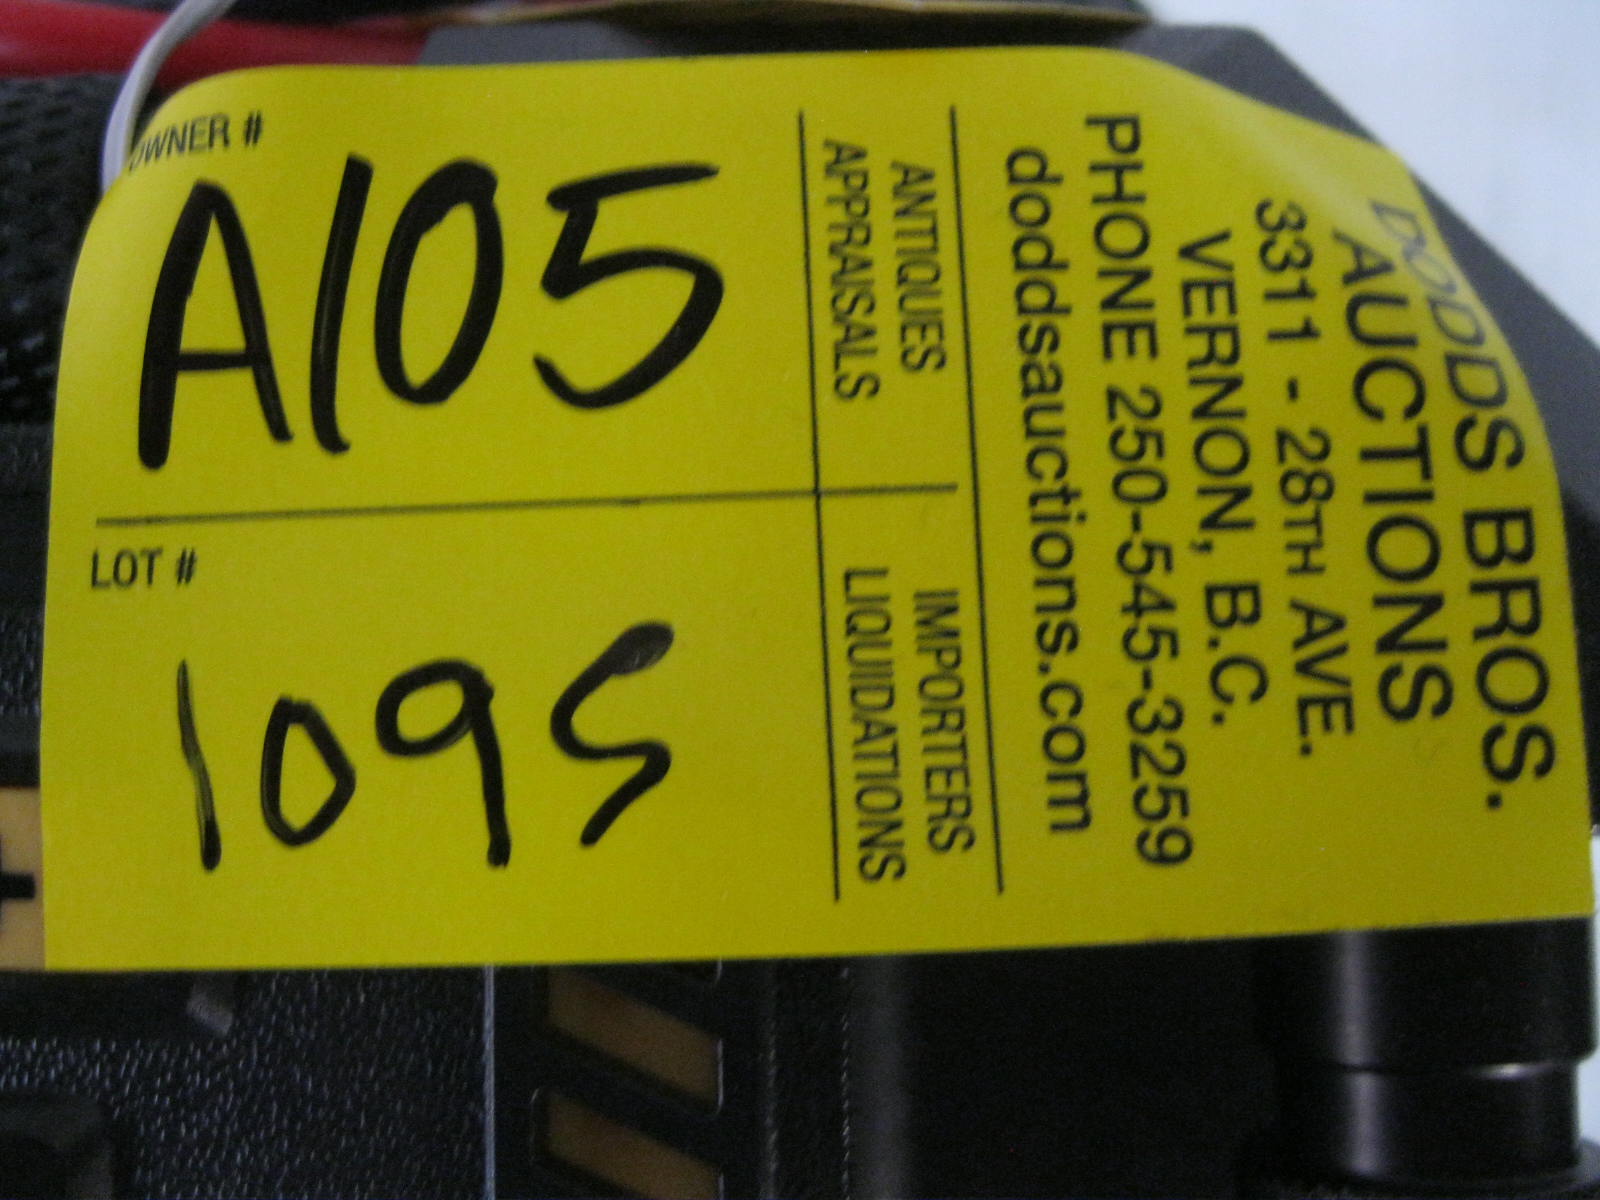 DODDS BROS.
AUCTIONS
3311 - 28TH AVE.
VERNON, B.C.
PHONE 250-545-3259
doddsauctions.com
ANTIQUES
APPRAISALS
IMPORTERS
LIQUIDATIONS
OWNER #
A105
LOT #
1095